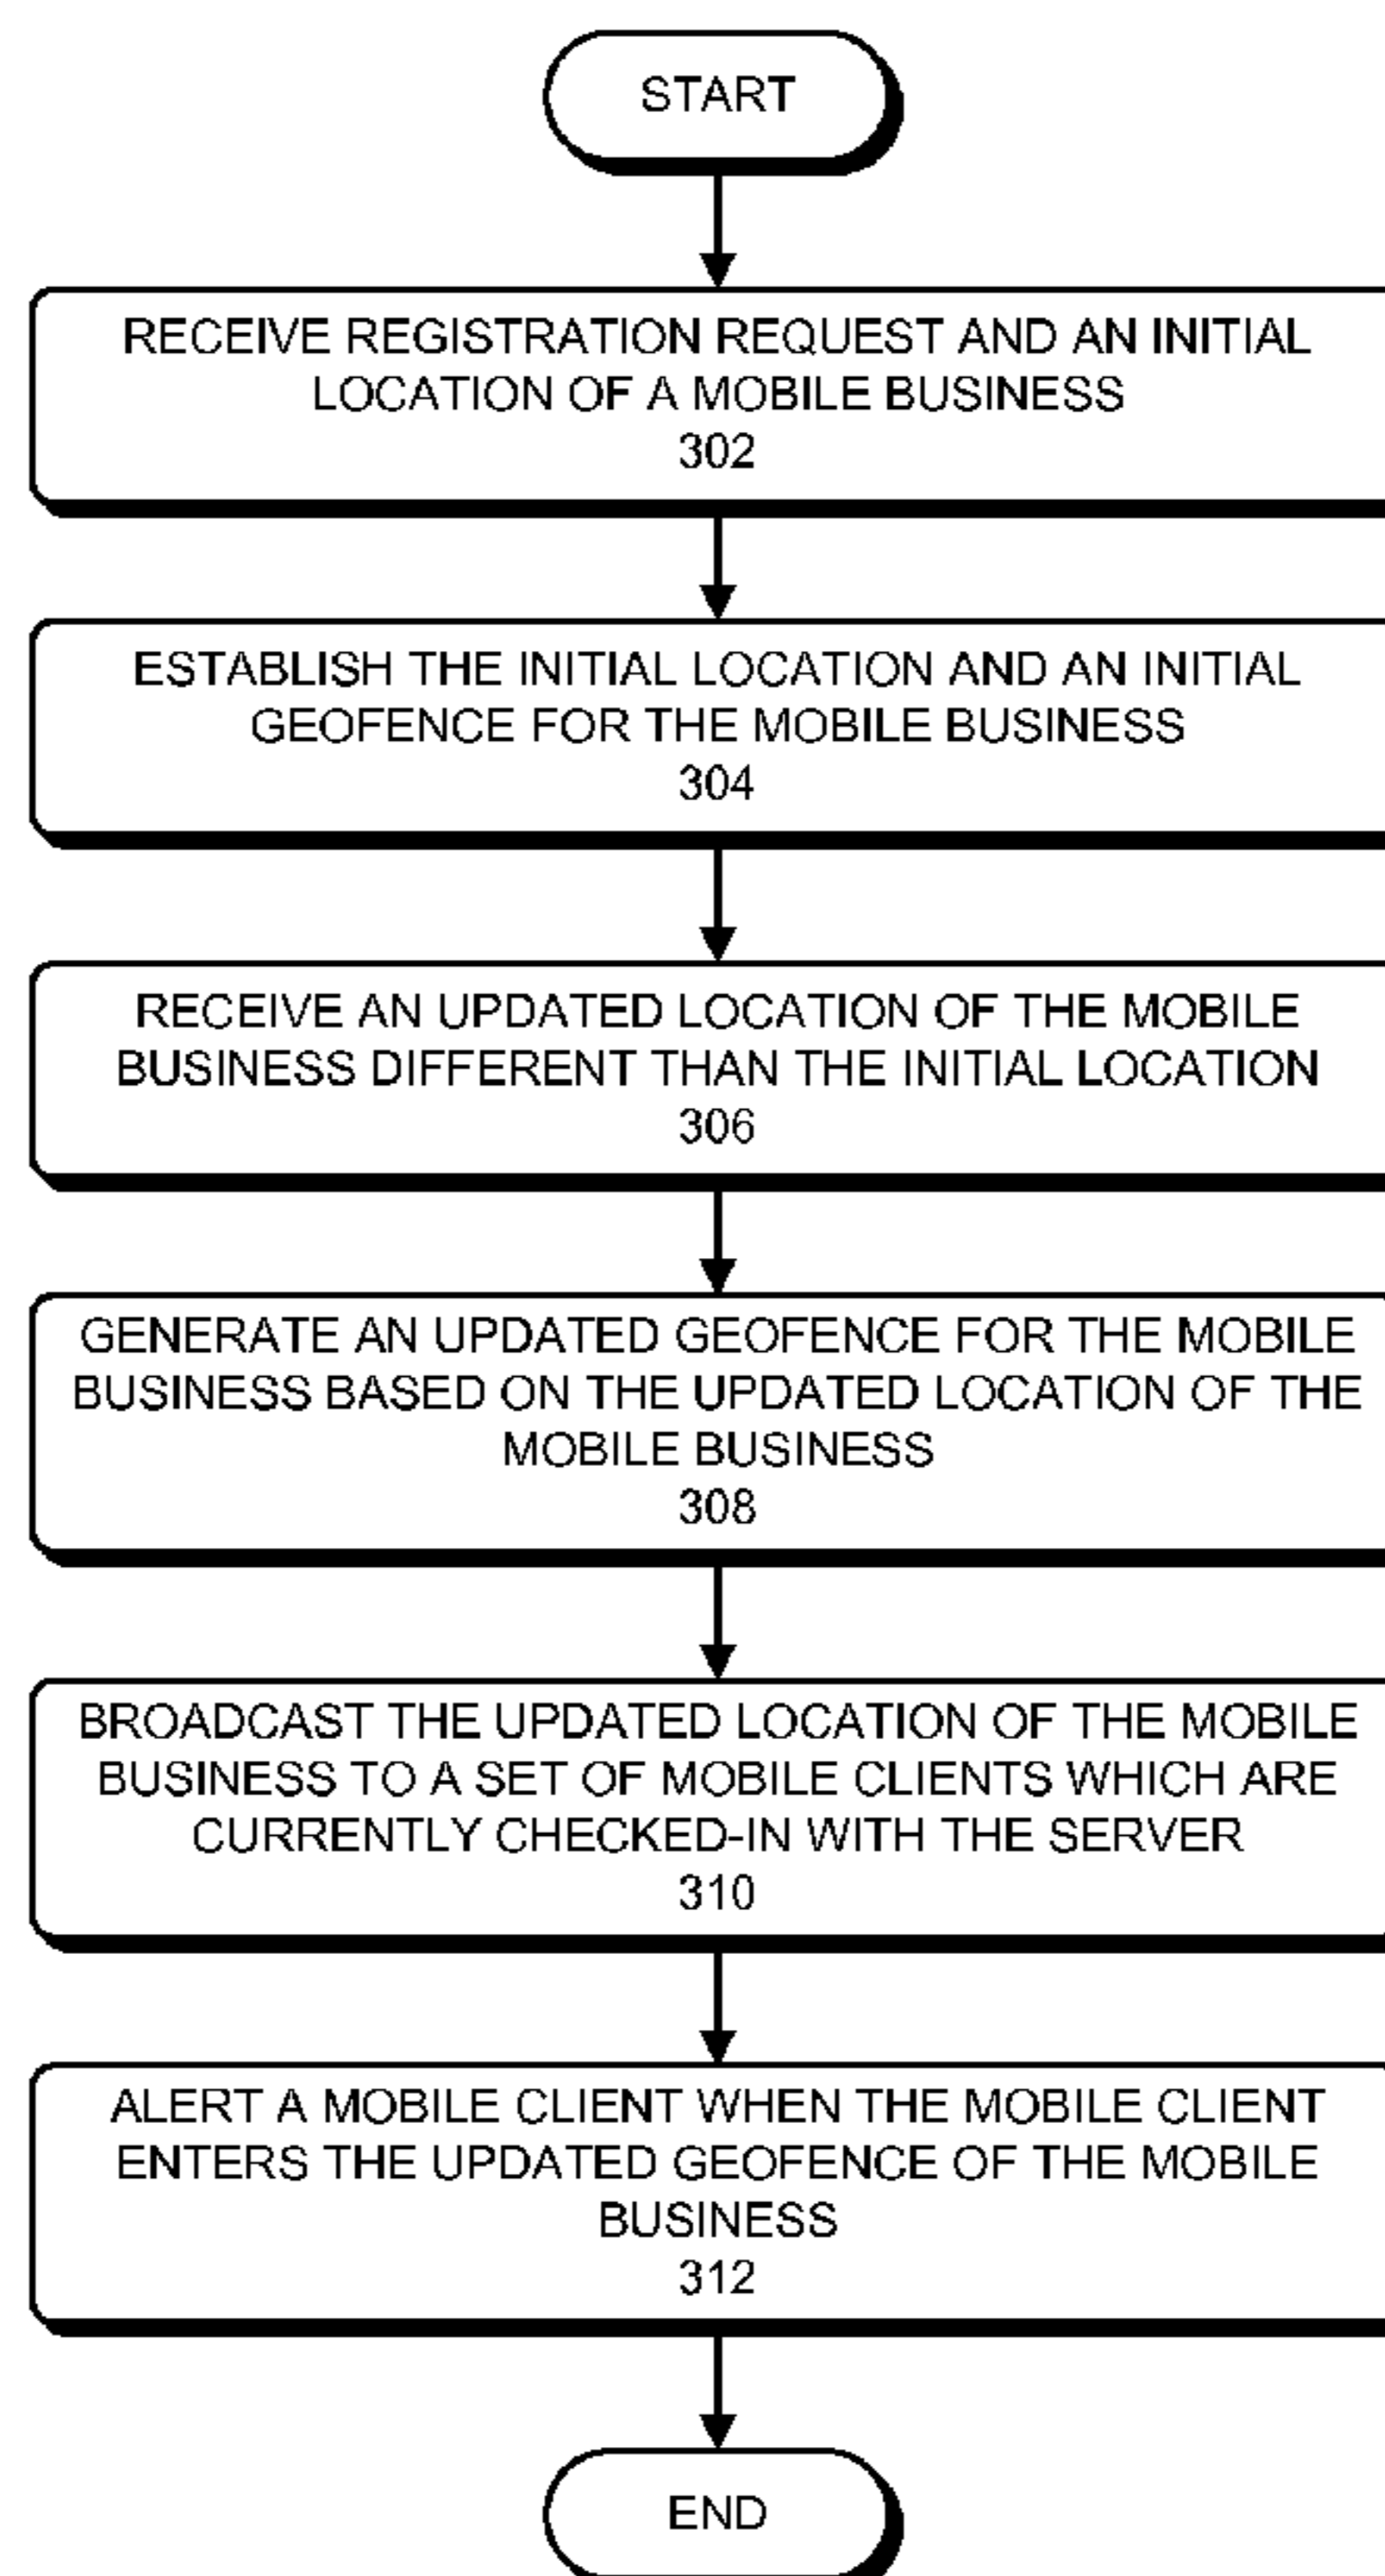 START
RECEIVE REGISTRATION REQUEST AND AN INITIAL
LOCATION OF A MOBILE BUSINESS
302
ESTABLISH THE INITIAL LOCATION AND AN INITIAL
GEOFENCE FOR THE MOBILE BUSINESS
304
RECEIVE AN UPDATED LOCATION OF THE MOBILE
BUSINESS DIFFERENT THAN THE INITIAL LOCATION
306
GENERATE AN UPDATED GEOFENCE FOR THE MOBILE
BUSINESS BASED ON THE UPDATED LOCATION OF THE
MOBILE BUSINESS
308
BROADCAST THE UPDATED LOCATION OF THE MOBILE
BUSINESS TO A SET OF MOBILE CLIENTS WHICH ARE
CURRENTLY CHECKED-IN WITH THE SERVER
310
ALERT A MOBILE CLIENT WHEN THE MOBILE CLIENT
ENTERS THE UPDATED GEOFENCE OF THE MOBILE
BUSINESS
312
END